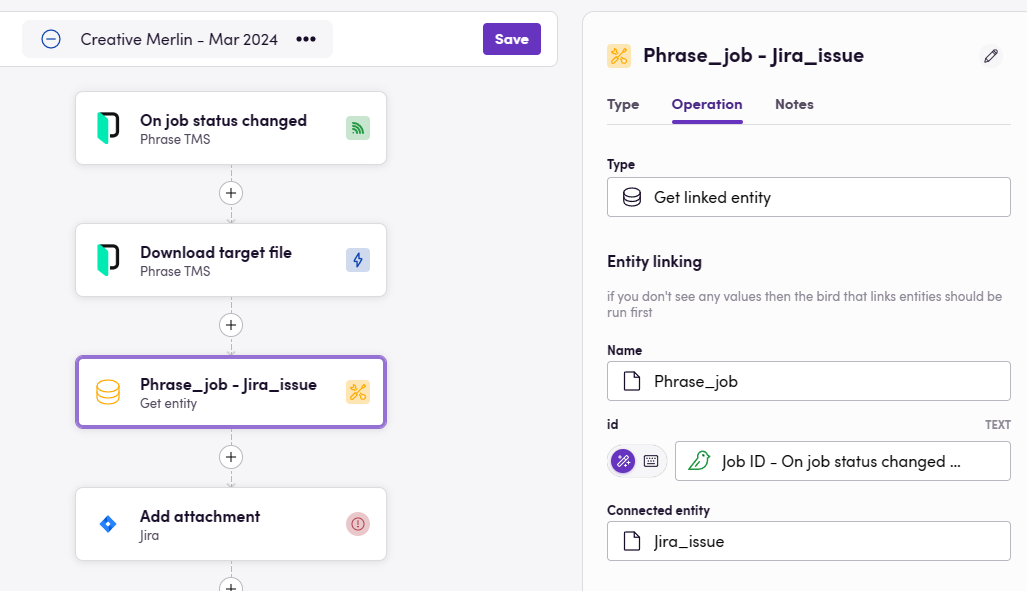 Creative Merlin - Mar 2024
Save
On job status changed
Phrase TMS
Download target file
Phrase TMS
Phrase_job - Jira_issue
Get entity
Add attachment
Jira
Phrase_job - Jira_issue
Type Operation Notes
Type
Get linked entity
Entity linking
if you don't see any values then the bird that links entities should be
run first
Name
Phrase_job
id TEXT
Job ID - On job status changed ...
Connected entity
Jira_issue